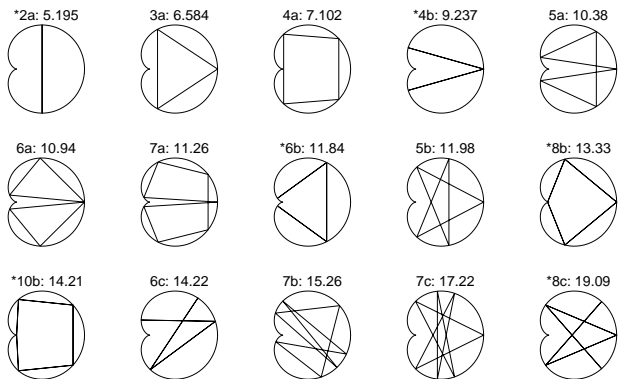 *2a: 5.195 3a: 6.584 4a: 7.102 *4b: 9.237 5a: 10.38
6a: 10.94 7a: 11.26 *6b: 11.84 5b: 11.98 *8b: 13.33
*10b: 14.21 6c: 14.22 7b: 15.26 7c: 17.22 *8c: 19.09